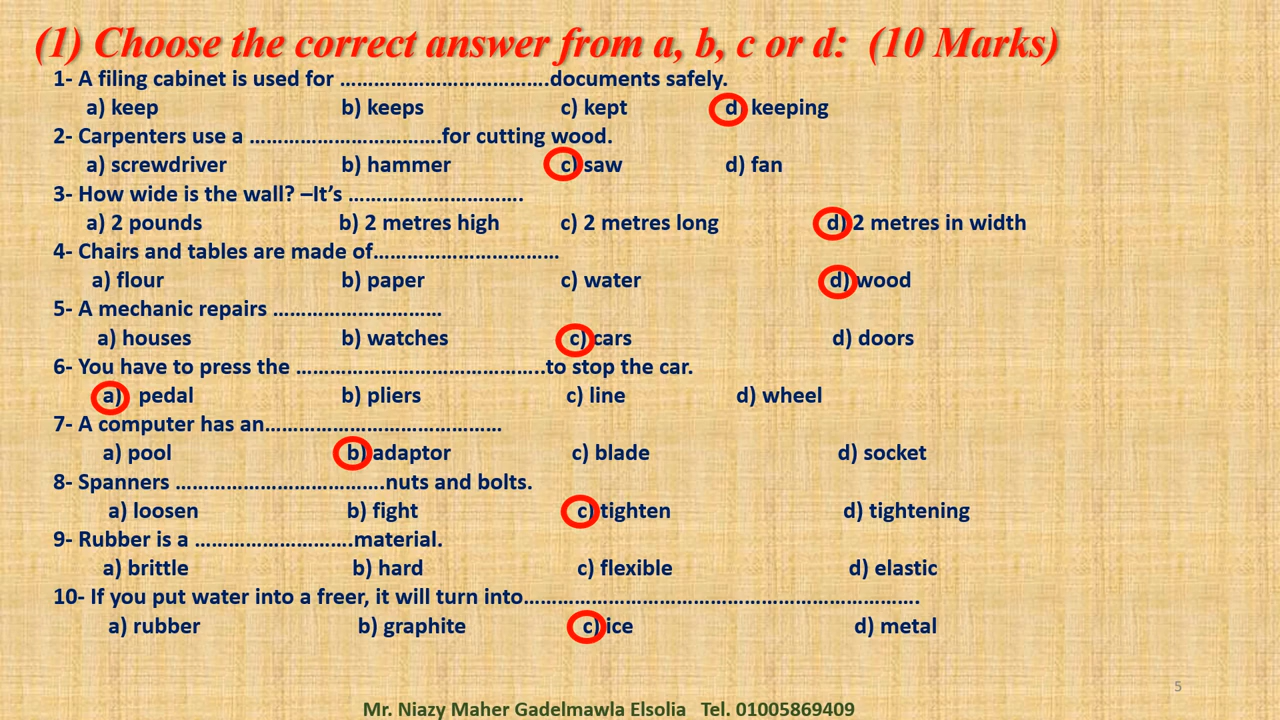 (1) Choose the correct answer from a, b, c or d: (10 Marks)
1- A filing cabinet is used for ……………………………….documents safely.
a) keep b) keeps c) kept d) keeping
2- Carpenters use a …………………………….for cutting wood.
a) screwdriver b) hammer c) saw d) fan
3- How wide is the wall? –It’s ………………………….
a) 2 pounds b) 2 metres high c) 2 metres long d) 2 metres in width
4- Chairs and tables are made of……………………………
a) flour b) paper c) water d) wood
5- A mechanic repairs …………………………
a) houses b) watches c) cars d) doors
6- You have to press the ……………………………………..to stop the car.
a) pedal b) pliers c) line d) wheel
7- A computer has an……………………………………
a) pool b) adaptor c) blade d) socket
8- Spanners ……………………………….nuts and bolts.
a) loosen b) fight c) tighten d) tightening
9- Rubber is a ……………………….material.
a) brittle b) hard c) flexible d) elastic
10- If you put water into a freer, it will turn into…………………………………………………………….
a) rubber b) graphite c) ice d) metal
5
Mr. Niazy Maher Gadelmawla Elsolia Tel. 01005869409